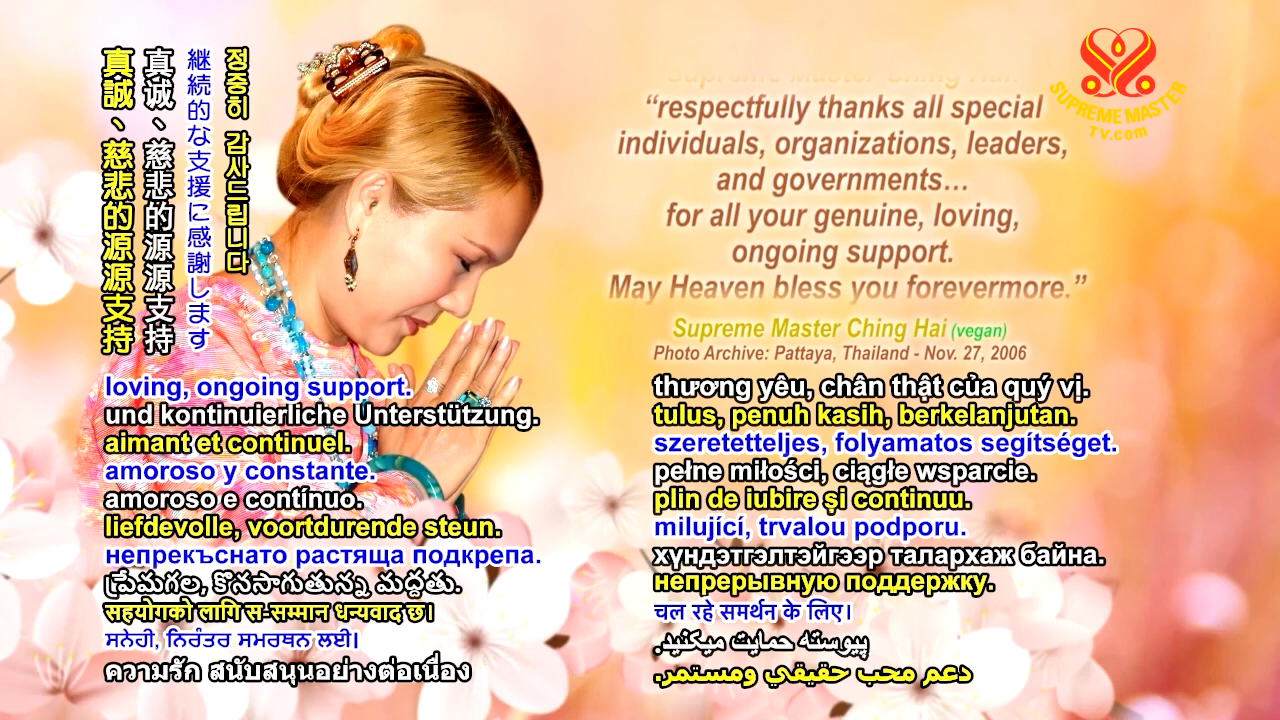 真誠、慈悲的源源支持
真诚、慈悲的源源支持
継続的な支援に感謝します
정중히 감사드립니다
Supreme Master Ching Hai:
“respectfully thanks all special
individuals, organizations, leaders,
and governments…
for all your genuine, loving,
ongoing support.
May Heaven bless you forevermore.”
SUPREME MASTER
TV.com
Supreme Master Ching Hai (vegan)
Photo Archive: Pattaya, Thailand - Nov. 27, 2006
loving, ongoing support.
und kontinuierliche Unterstützung.
aimant et continuel.
amoroso y constante.
amoroso e contínuo.
liefdevolle, voortdurende steun.
непрекъснато растяща подкрепа.
ప్రేమగల, కొనసాగుతున్న మద్దతు.
सहयोगको लागि स-सम्मान धन्यवाद छ।
ਸਨੇਹੀ, ਨਿਰੰਤਰ ਸਮਰਥਨ ਲਈ।
ความรัก สนับสนุนอย่างต่อเนื่อง
thương yêu, chân thật của quý vị.
tulus, penuh kasih, berkelanjutan.
szeretetteljes, folyamatos segítséget.
pełne miłości, ciągłe wsparcie.
plin de iubire și continuu.
milující, trvalou podporu.
хүндэтгэлтэйгээр талархаж байна.
непрерывную поддержку.
चल रहे समर्थन के लिए।
پیوسته حمایت میکنید.
دعم محب حقيقي ومستمر.